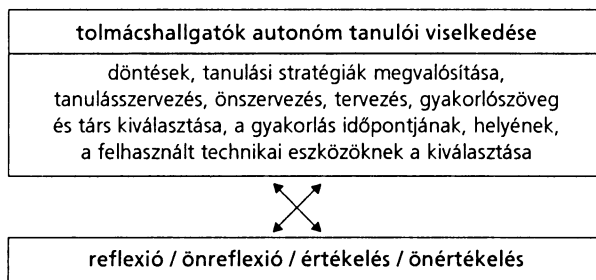 tolmácshallgatók autonóm tanulói viselkedése
döntések, tanulási stratégiák megvalósítása,
tanulásszervezés, önszervezés, tervezés, gyakorlószöveg
és társ kiválasztása, a gyakorlás időpontjának, helyének,
a felhasznált technikai eszközöknek a kiválasztása
reflexió / önreflexió / értékelés / önértékelés